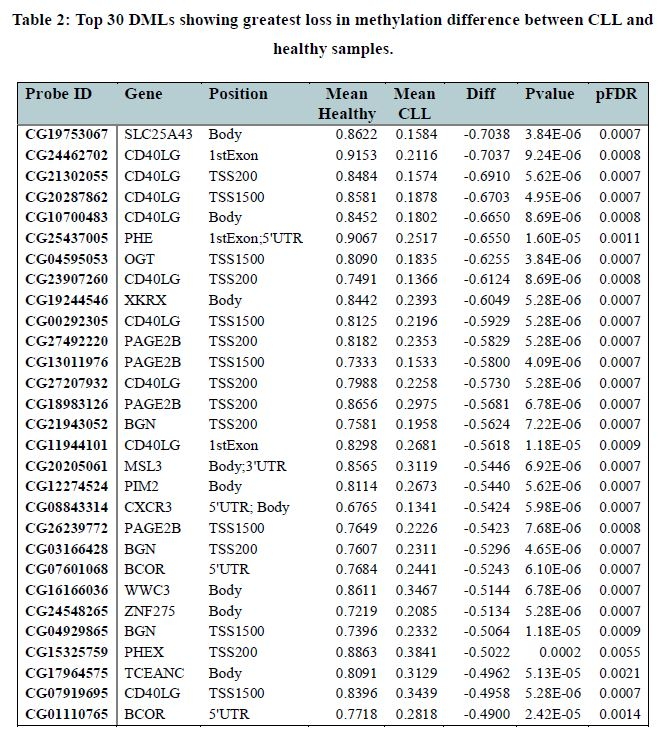 Table 2: Top 30 DMLs showing greatest loss in methylation difference between CLL and
healthy samples.
Probe ID Gene Position Mean Healthy Mean CLL Diff Pvalue pFDR
CG19753067 SLC25A43 Body 0.8622 0.1584 -0.7038 3.84E-06 0.0007
CG24462702 CD40LG 1stExon 0.9153 0.2116 -0.7037 9.24E-06 0.0008
CG21302055 CD40LG TSS200 0.8484 0.1574 -0.6910 5.62E-06 0.0007
CG20287862 CD40LG TSS1500 0.8581 0.1878 -0.6703 4.95E-06 0.0007
CG10700483 CD40LG Body 0.8452 0.1802 -0.6650 8.69E-06 0.0008
CG25437005 PHE 1stExon;5'UTR 0.9067 0.2517 -0.6550 1.60E-05 0.0011
CG04595053 OGT TSS1500 0.8090 0.1835 -0.6255 3.84E-06 0.0007
CG23907260 CD40LG TSS200 0.7491 0.1366 -0.6124 8.69E-06 0.0008
CG19244546 XKRX Body 0.8442 0.2393 -0.6049 5.28E-06 0.0007
CG00292305 CD40LG TSS1500 0.8125 0.2196 -0.5929 5.28E-06 0.0007
CG27492220 PAGE2B TSS200 0.8182 0.2353 -0.5829 5.28E-06 0.0007
CG13011976 PAGE2B TSS1500 0.7333 0.1533 -0.5800 4.09E-06 0.0007
CG27207932 CD40LG TSS200 0.7988 0.2258 -0.5730 5.28E-06 0.0007
CG18983126 PAGE2B TSS200 0.8656 0.2975 -0.5681 6.78E-06 0.0007
CG21943052 BGN TSS200 0.7581 0.1958 -0.5624 7.22E-06 0.0007
CG11944101 CD40LG 1stExon 0.8298 0.2681 -0.5618 1.18E-05 0.0009
CG20205061 MSL3 Body;3'UTR 0.8565 0.3119 -0.5446 6.92E-06 0.0007
CG12274524 PIM2 Body 0.8114 0.2673 -0.5440 5.62E-06 0.0007
CG08843314 CXCR3 5'UTR; Body 0.6765 0.1341 -0.5424 5.98E-06 0.0007
CG26239772 PAGE2B TSS1500 0.7649 0.2226 -0.5423 7.68E-06 0.0008
CG03166428 BGN TSS200 0.7607 0.2311 -0.5296 4.65E-06 0.0007
CG07601068 BCOR 5'UTR 0.7684 0.2441 -0.5243 6.10E-06 0.0007
CG16166036 WWC3 Body 0.8611 0.3467 -0.5144 6.78E-06 0.0007
CG24548265 ZNF275 Body 0.7219 0.2085 -0.5134 5.28E-06 0.0007
CG04929865 BGN TSS1500 0.7396 0.2332 -0.5064 1.18E-05 0.0009
CG15325759 PHEX TSS200 0.8863 0.3841 -0.5022 0.0002 0.0055
CG17964575 TCEANC Body 0.8091 0.3129 -0.4962 5.13E-05 0.0021
CG07919695 CD40LG TSS1500 0.8396 0.3439 -0.4958 5.28E-06 0.0007
CG01110765 BCOR 5'UTR 0.7718 0.2818 -0.4900 2.42E-05 0.0014